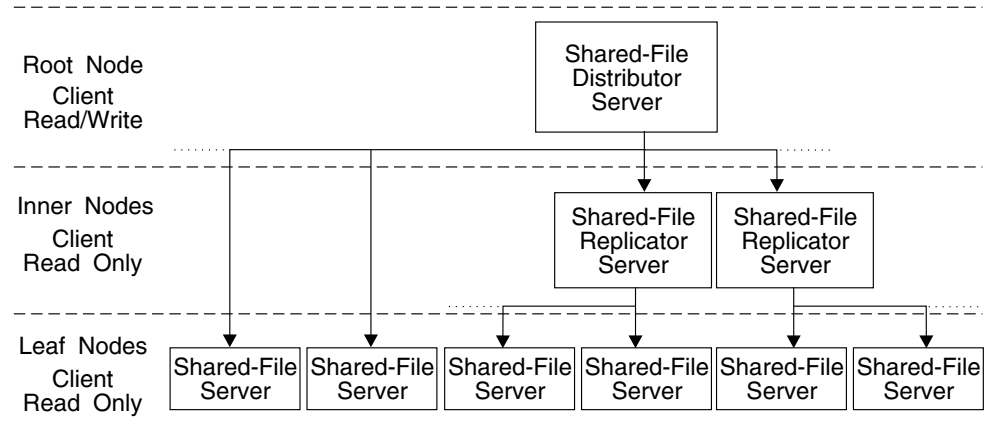 Root Node
Client
Read/Write
Shared-File
Distributor
Server
Inner Nodes
Client
Read Only
Shared-File
Replicator
Server
Shared-File
Replicator
Server
Leaf Nodes
Client
Read Only
Shared-File
Server
Shared-File
Server
Shared-File
Server
Shared-File
Server
Shared-File
Server
Shared-File
Server